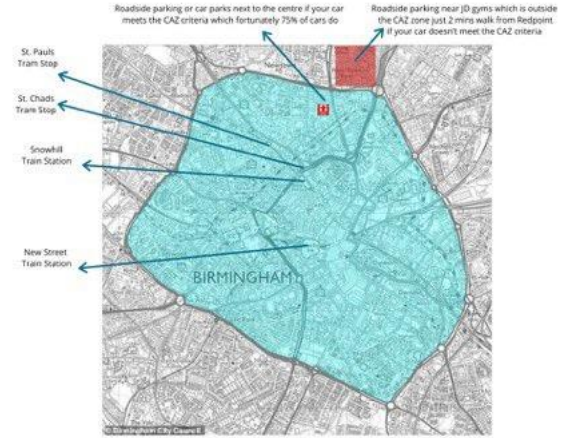 Roadside parking or car parks next to the centre if your car
meets the CAZ criteria which fortunately 75% of cars do
Roadside parking near JD gyms which is outside
the CAZ zone just 2 mins walk from Redpoint
if your car doesn't meet the CAZ criteria
St. Pauls
Tram Stop
St. Chads
Tram Stop
Snowhill
Train Station
New Street
Train Station
BIRMINGHAM
© Birmingham City Council